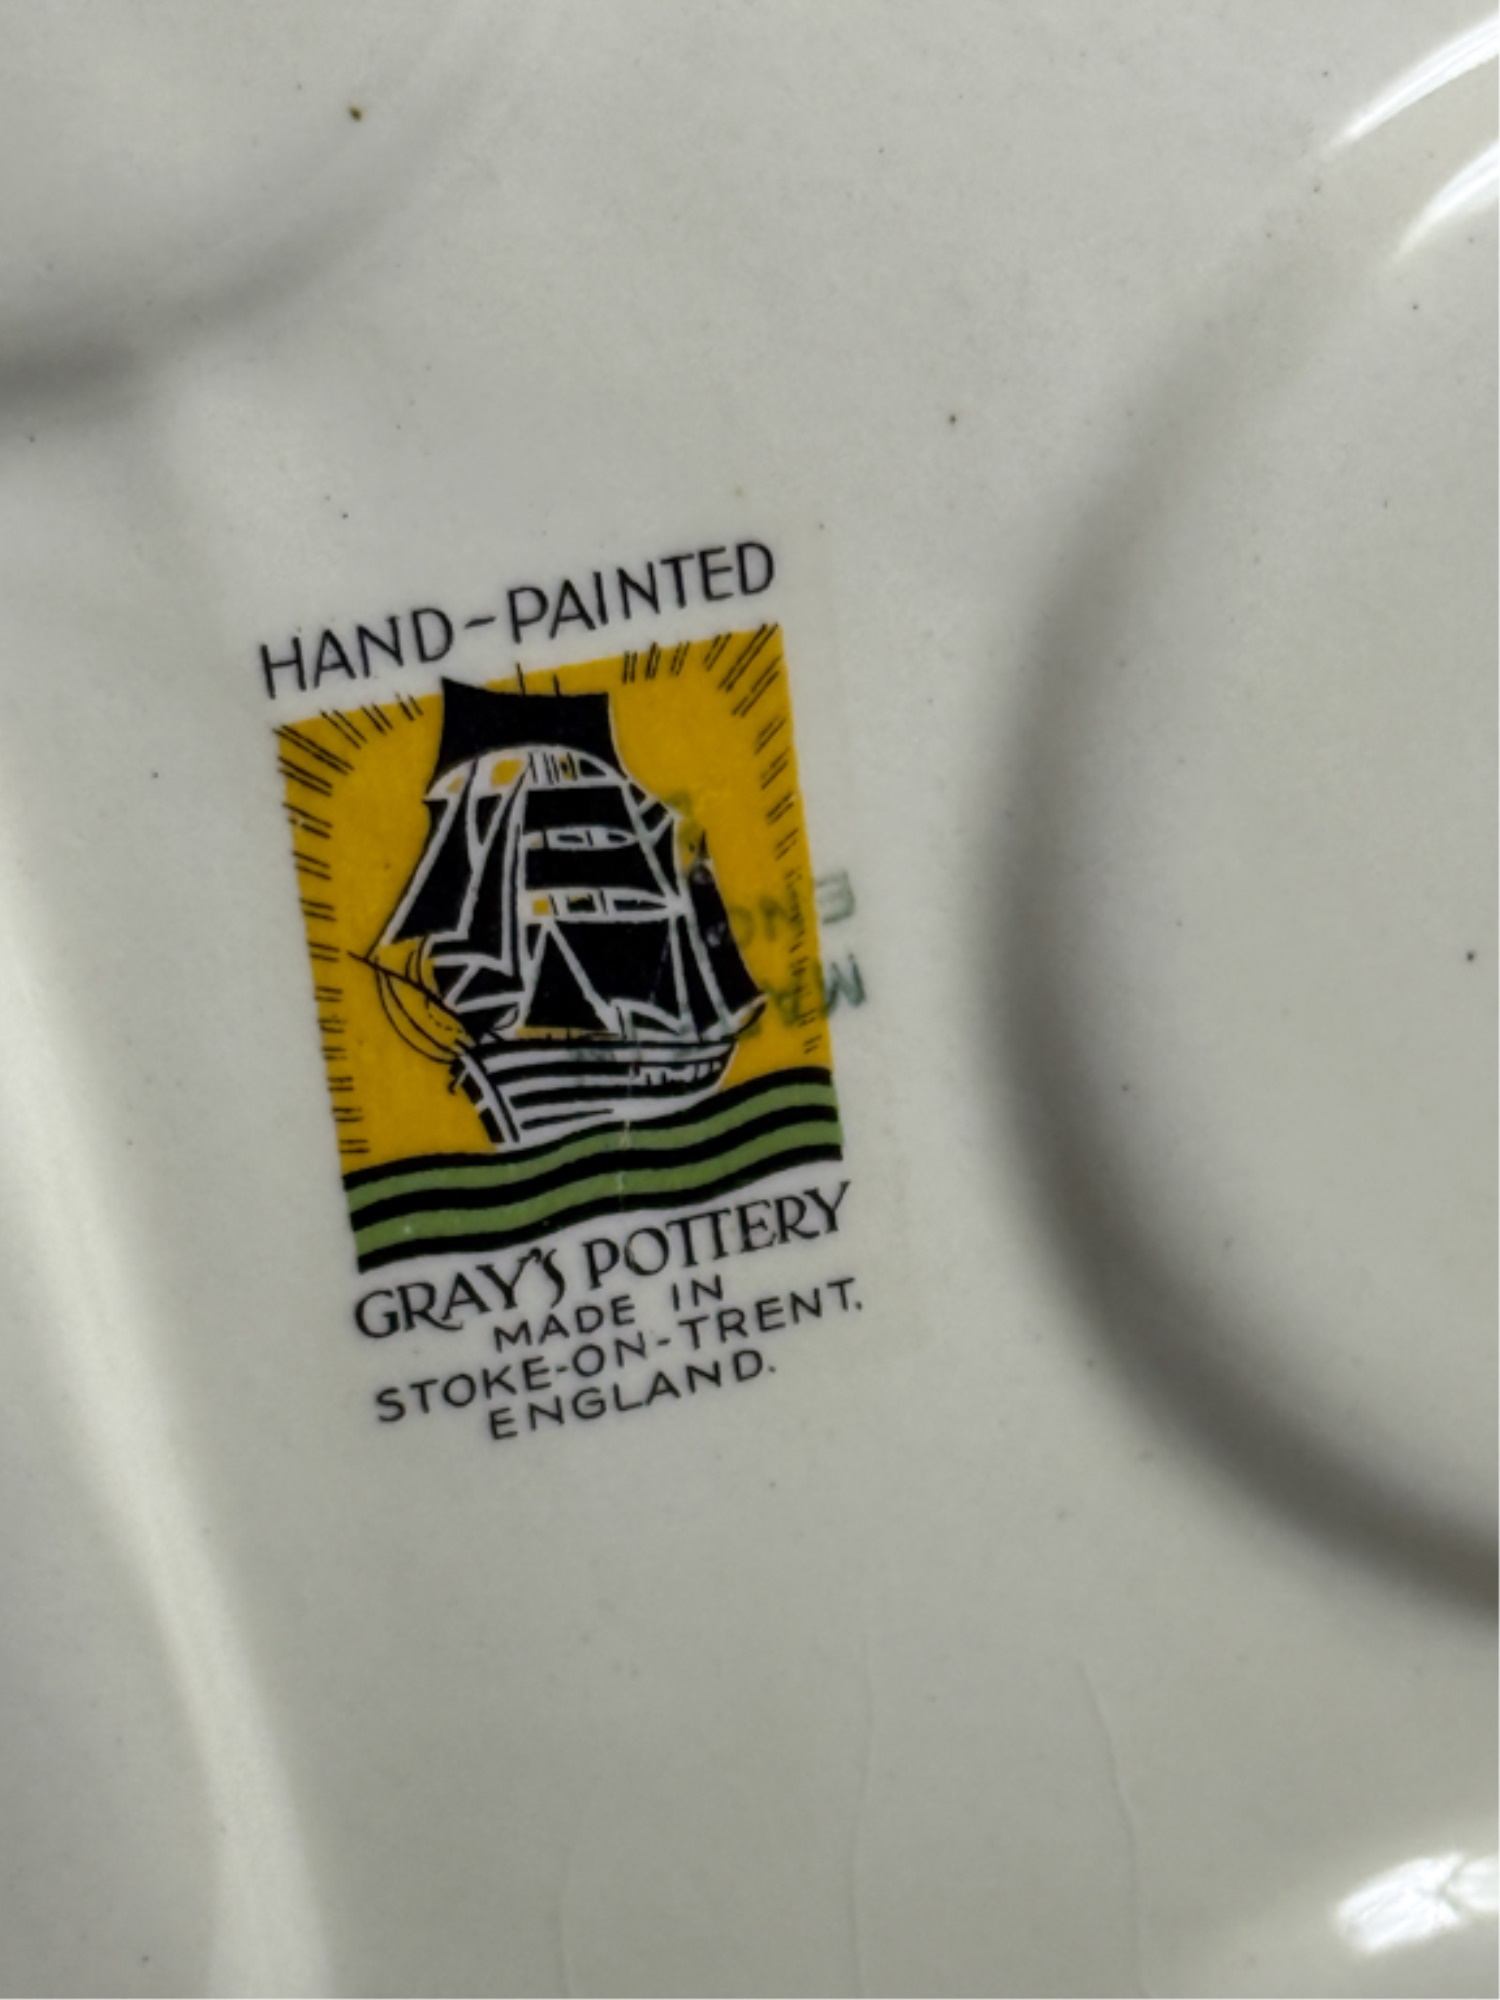 HAND-PAINTED
GRAY'S POTTERY
MADE IN
STOKE-ON-TRENT.
ENGLAND.